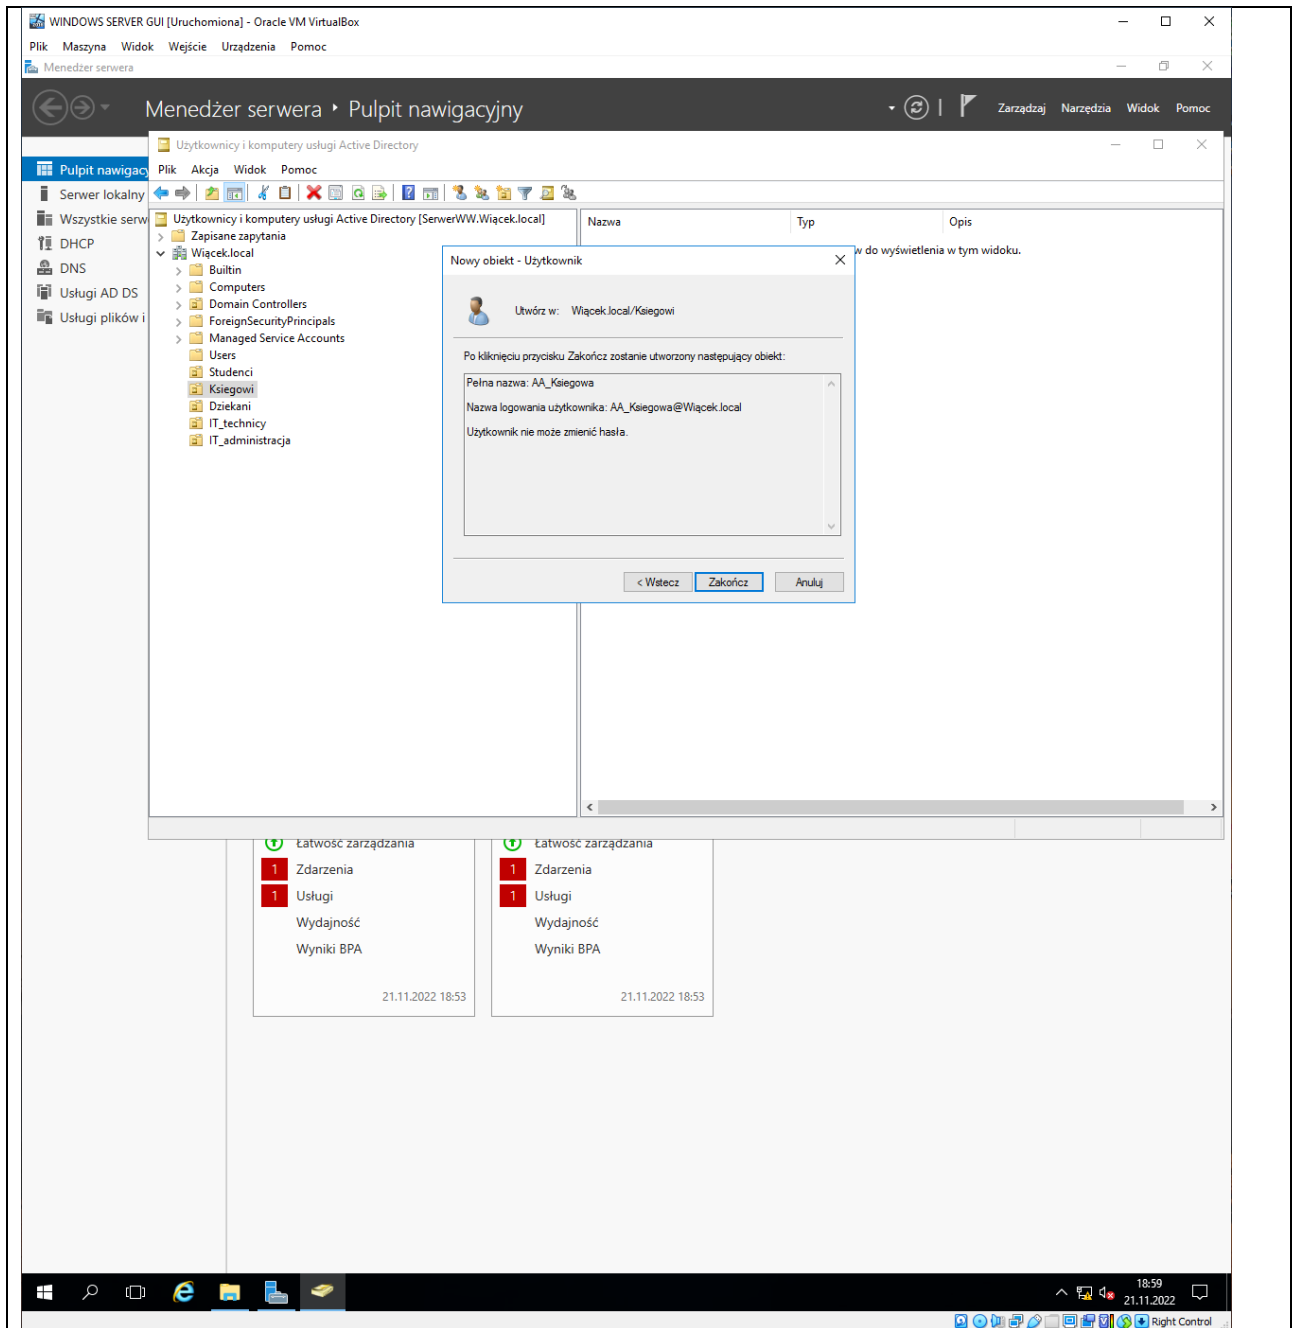 WINDOWS SERVER GUI [Uruchomiona] - Oracle VM VirtualBox
Plik Maszyna Widok Wejście Urządzenia Pomoc
Menedżer serwera
Menedżer serwera ‣ Pulpit nawigacyjny
Zarządzaj Narzędzia Widok Pomoc
Użytkownicy i komputery usługi Active Directory
Plik Akcja Widok Pomoc
Pulpit nawigacy
Serwer lokalny
Wszystkie serw
DHCP
DNS
Usługi AD DS
Usługi plików i
Użytkownicy i komputery usługi Active Directory [SerwerWW.Wiącek.local]
Zapisane zapytania
Wiącek.local
Builtin
Computers
Domain Controllers
ForeignSecurityPrincipals
Managed Service Accounts
Users
Studenci
Ksiegowi
Dziekani
IT_technicy
IT_administracja
Nazwa Typ Opis
w do wyświetlenia w tym widoku.
Nowy obiekt - Użytkownik
Utwórz w: Wiącek.local/Ksiegowi
Po kliknięciu przycisku Zakończ zostanie utworzony następujący obiekt:
Pełna nazwa: AA_Ksiegowa
Nazwa logowania użytkownika: AA_Ksiegowa@Wiącek.local
Użytkownik nie może zmienić hasła.
< Wstecz Zakończ Anuluj
Łatwość zarządzania
1 Zdarzenia
1 Usługi
Wydajność
Wyniki BPA
21.11.2022 18:53
Łatwość zarządzania
1 Zdarzenia
1 Usługi
Wydajność
Wyniki BPA
21.11.2022 18:53
18:59
21.11.2022
Right Control